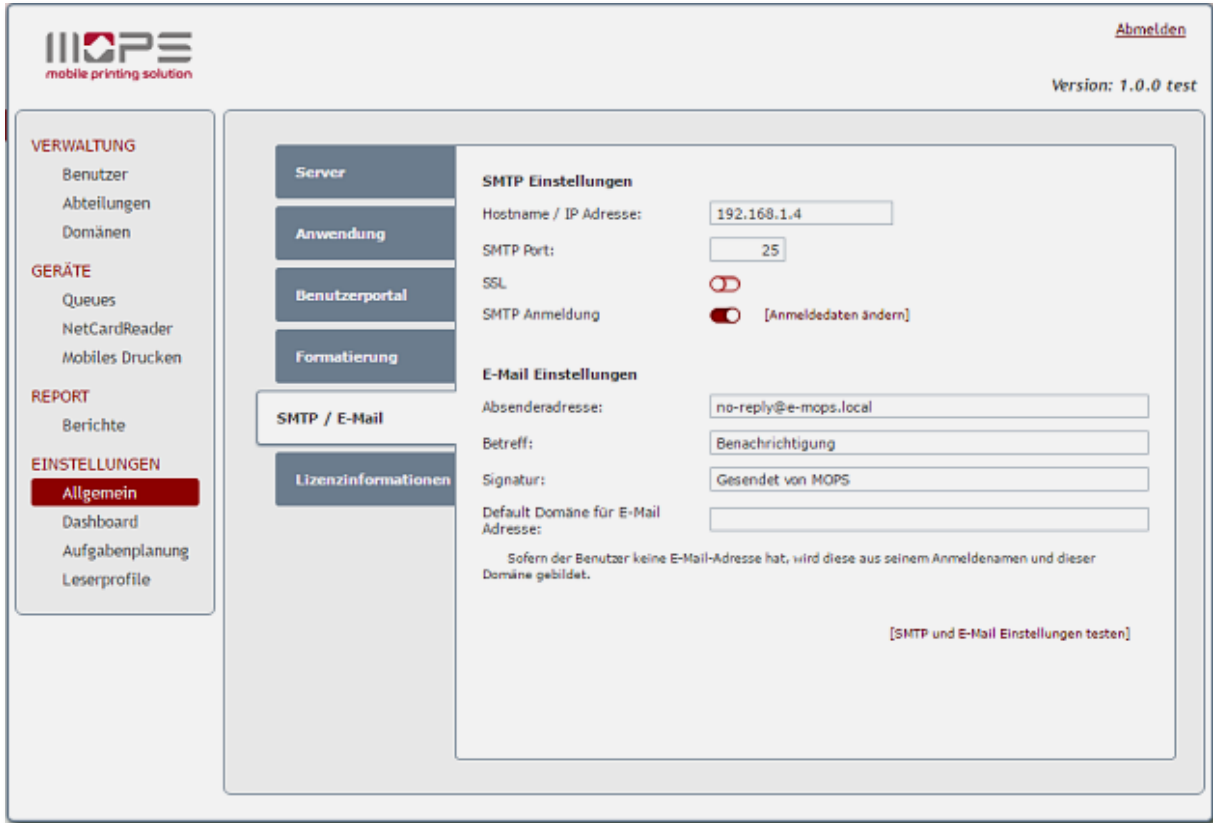 MOPS
mobile printing solution
Abmelden
Version: 1.0.0 test
VERWALTUNG
Benutzer
Abteilungen
Domänen
GERÄTE
Queues
NetCardReader
Mobiles Drucken
REPORT
Berichte
EINSTELLUNGEN
Allgemein
Dashboard
Aufgabenplanung
Leserprofile
Server
Anwendung
Benutzerportal
Formatierung
SMTP / E-Mail
Lizenzinformationen
SMTP Einstellungen
Hostname / IP Adresse: 192.168.1.4
SMTP Port: 25
SSL
SMTP Anmeldung [Anmeldedaten ändern]
E-Mail Einstellungen
Absenderadresse: no-reply@e-mops.local
Betreff: Benachrichtigung
Signatur: Gesendet von MOPS
Default Domäne für E-Mail
Adresse:
Sofern der Benutzer keine E-Mail-Adresse hat, wird diese aus seinem Anmeldenamen und dieser
Domäne gebildet.
[SMTP und E-Mail Einstellungen testen]